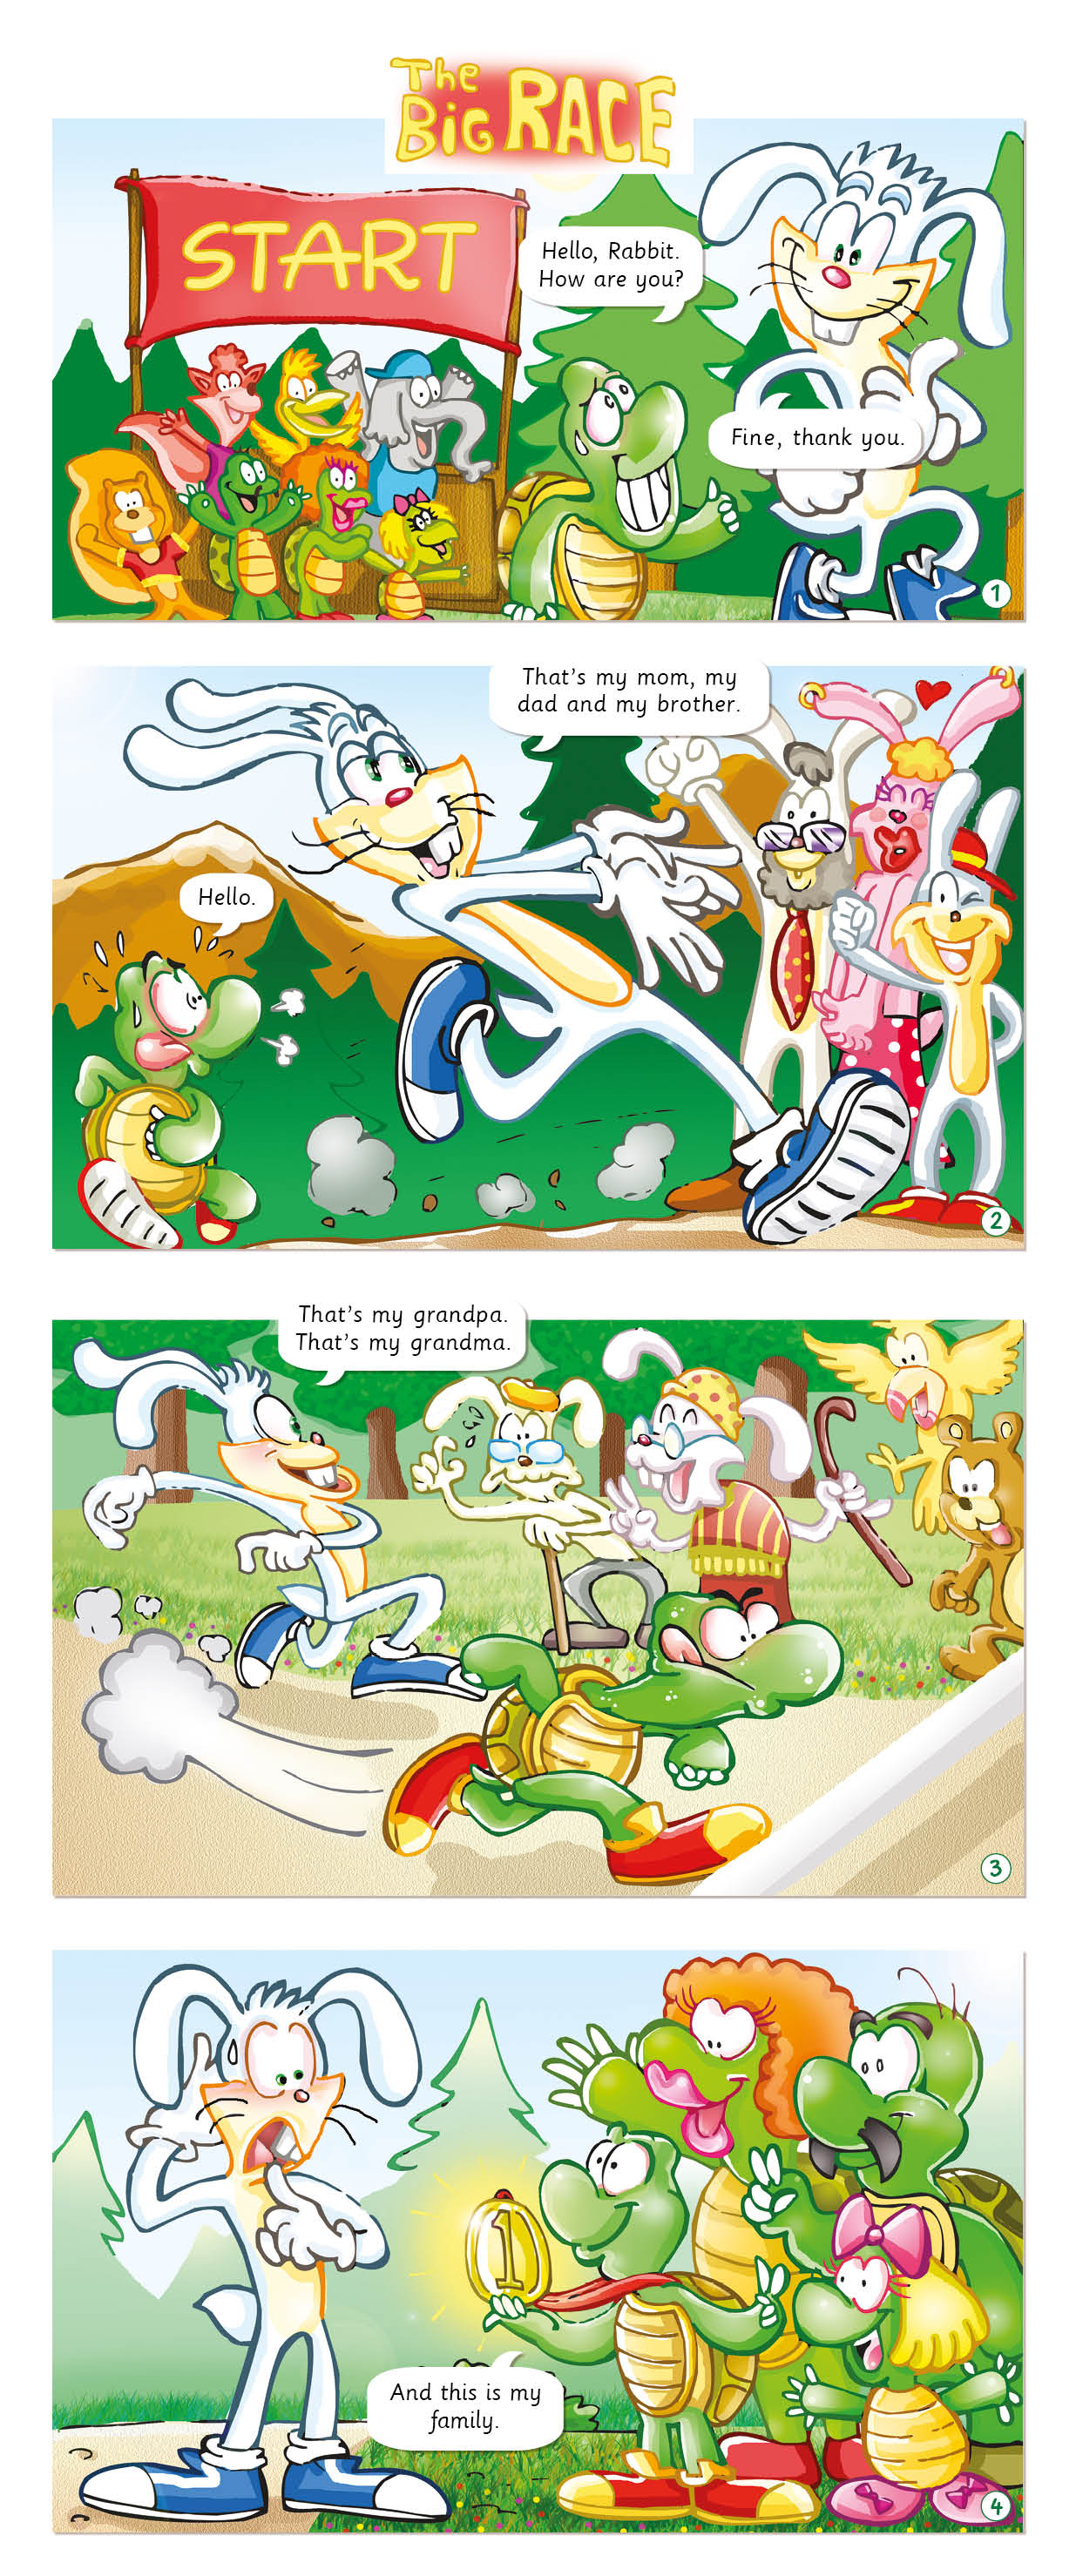 The
Big RACE
START
Hello, Rabbit.
How are you?
Fine, thank you.
1
That's my mom, my
dad and my brother.
Hello.
2
That's my grandpa.
That's my grandma.
3
1
And this is my
family.
4